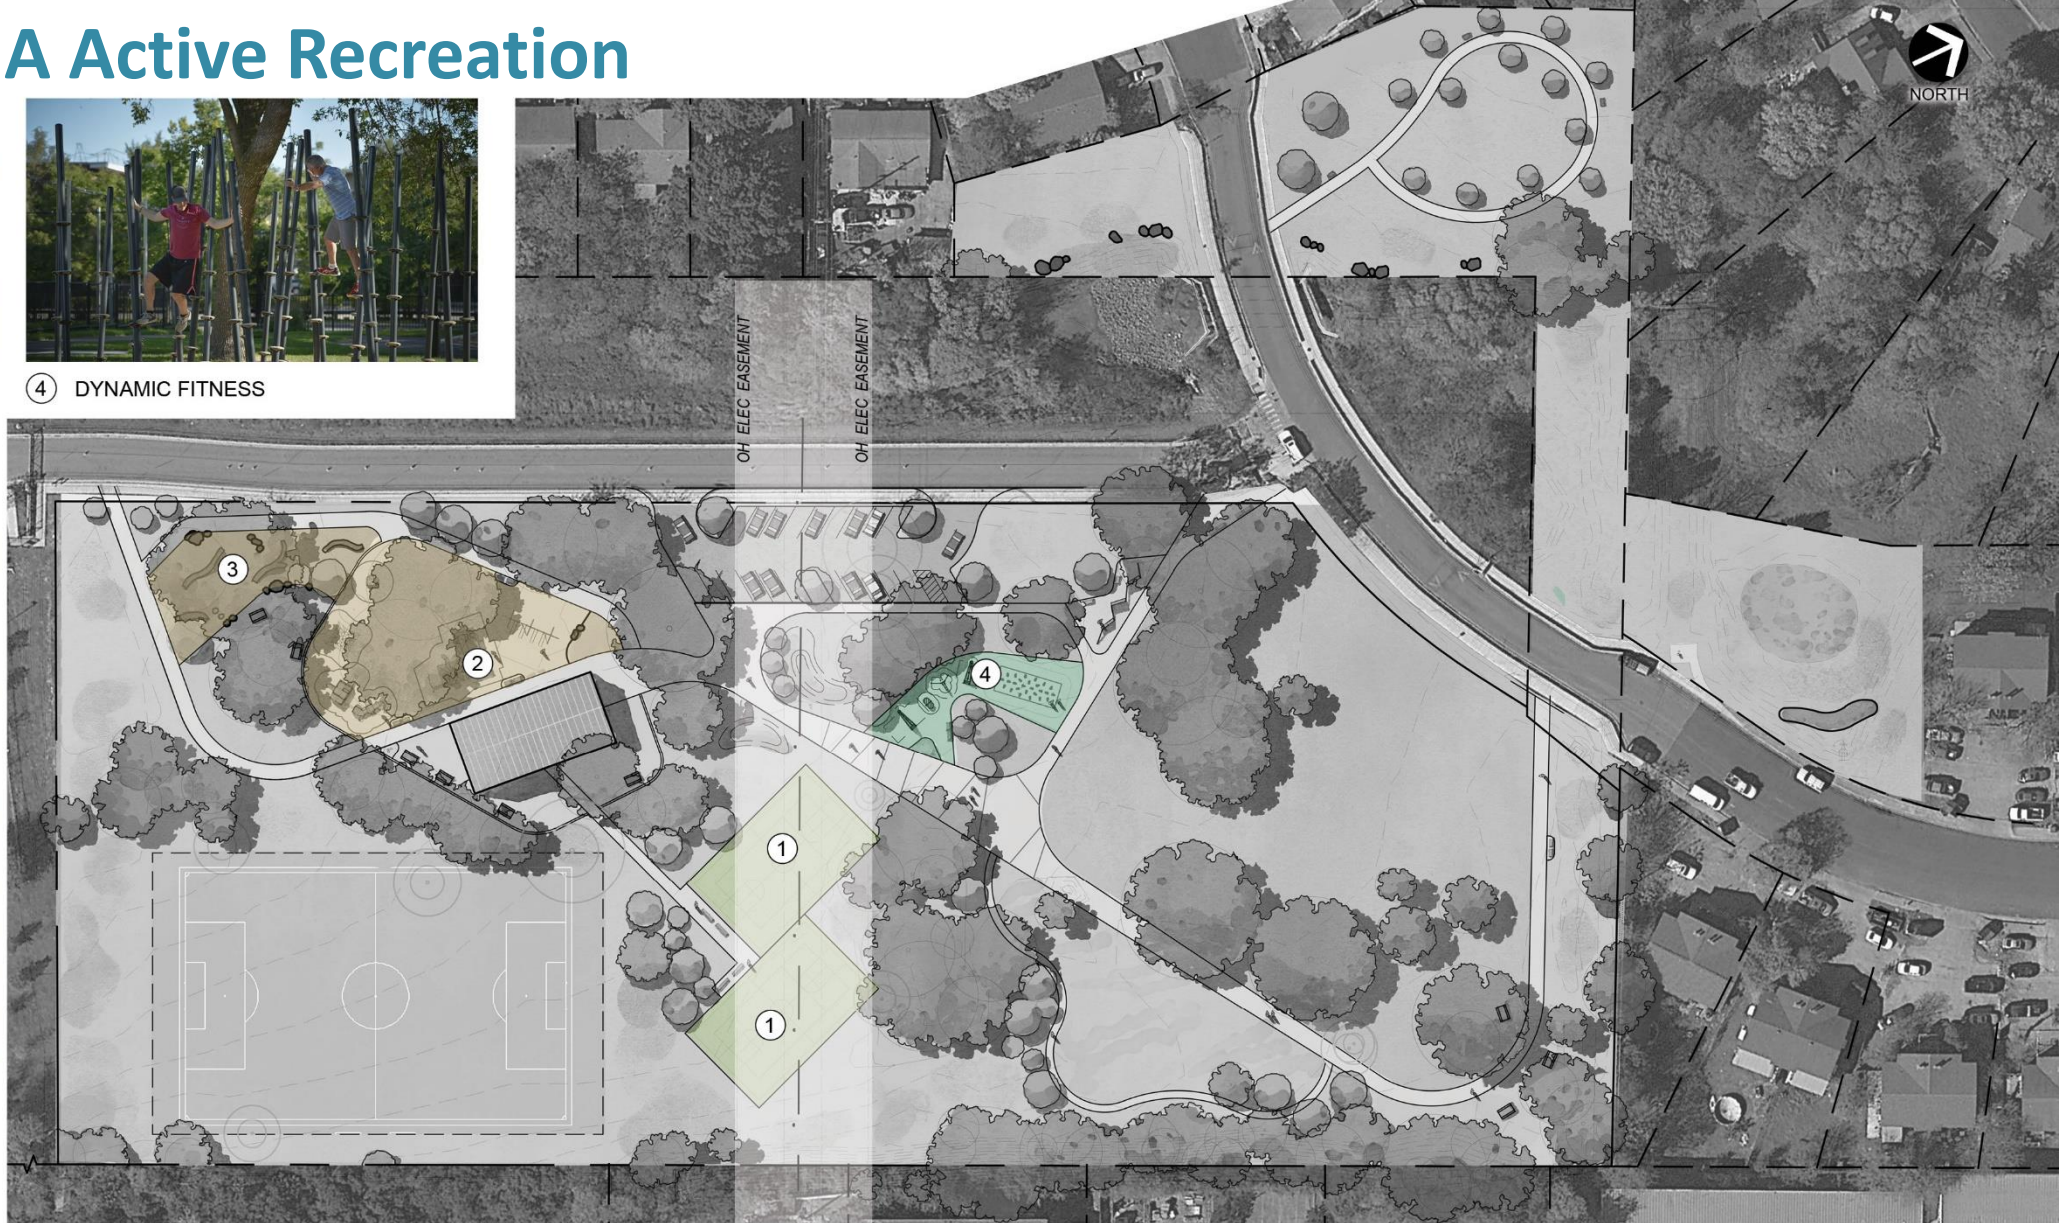 A Active Recreation
NORTH
4 DYNAMIC FITNESS
OH ELEC EASEMENT
OH ELEC EASEMENT
3
2
4
1
1